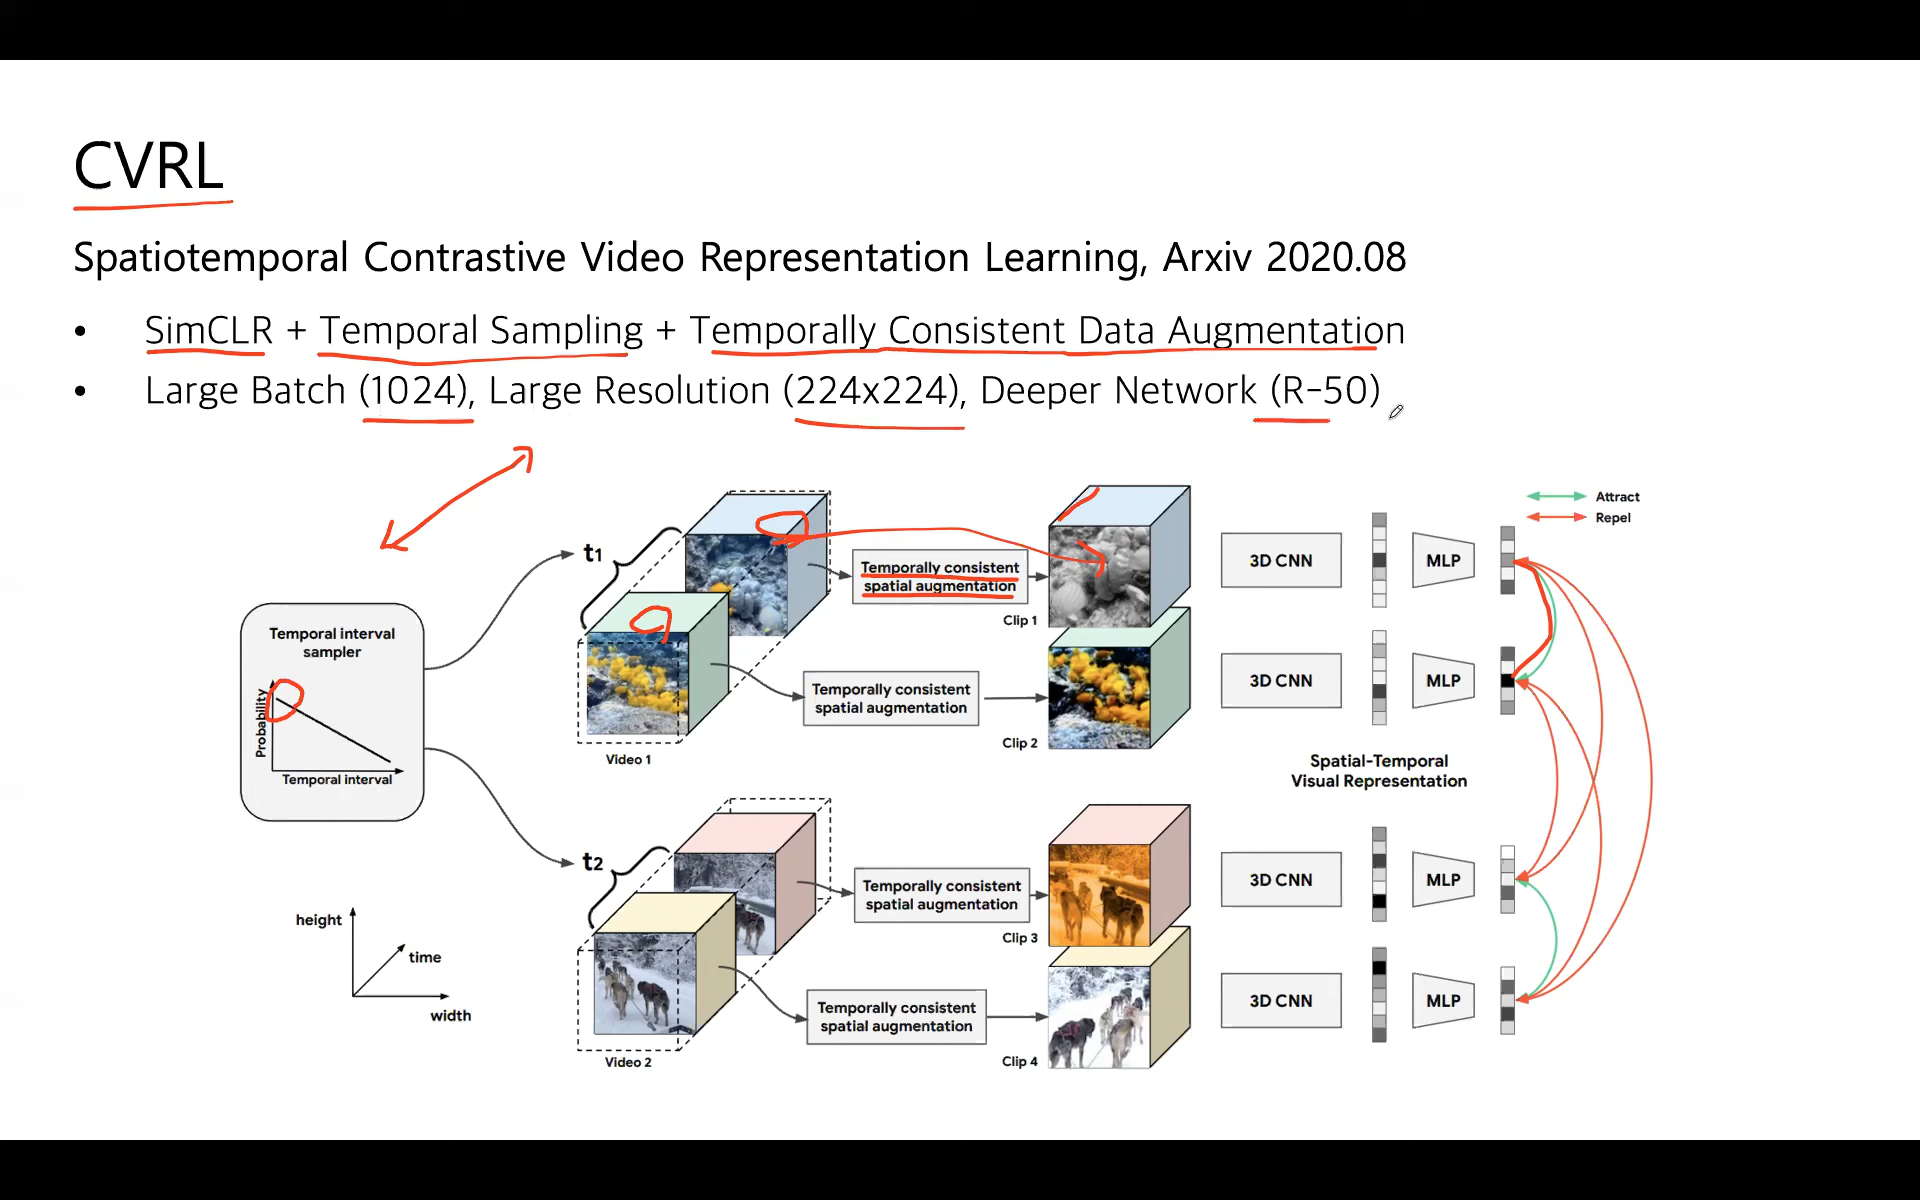 CVRL
Spatiotemporal Contrastive Video Representation Learning, Arxiv 2020.08
• SimCLR + Temporal Sampling + Temporally Consistent Data Augmentation
• Large Batch (1024), Large Resolution (224x224), Deeper Network (R-50)
Attract
Repel
Temporal interval
sampler
Probability
Temporal interval
t1
Temporally consistent
spatial augmentation
Clip 1
3D CNN
MLP
Video 1
Temporally consistent
spatial augmentation
Clip 2
3D CNN
MLP
Spatial-Temporal
Visual Representation
t2
Temporally consistent
spatial augmentation
Clip 3
3D CNN
MLP
Video 2
Temporally consistent
spatial augmentation
Clip 4
3D CNN
MLP
height
time
width